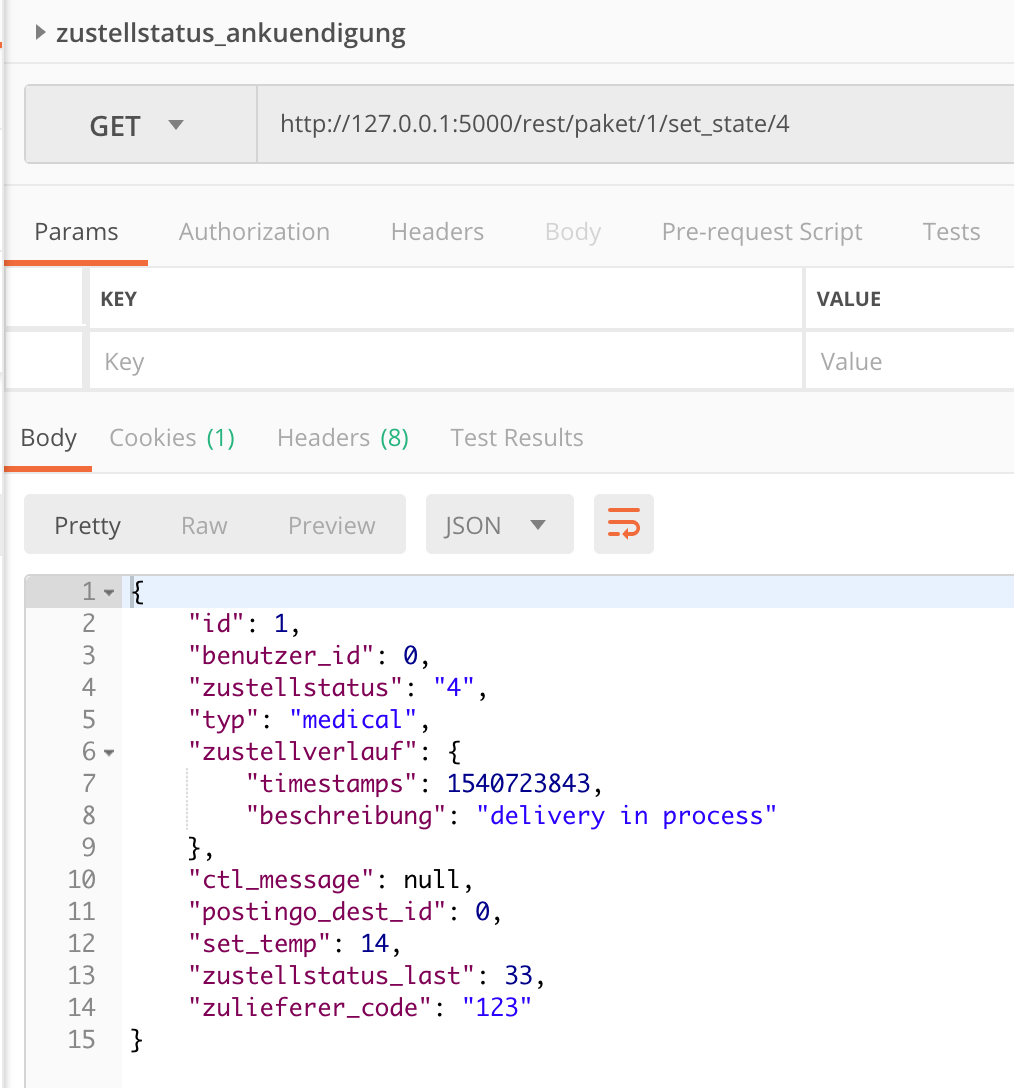 zustellstatus_ankuendigung
GET http://127.0.0.1:5000/rest/paket/1/set_state/4
Params Authorization Headers Body Pre-request Script Tests
KEY VALUE
Key Value
Body Cookies (1) Headers (8) Test Results
Pretty Raw Preview JSON
1 {
2 "id": 1,
3 "benutzer_id": 0,
4 "zustellstatus": "4",
5 "typ": "medical",
6 "zustellverlauf": {
7 "timestamps": 1540723843,
8 "beschreibung": "delivery in process"
9 },
10 "ctl_message": null,
11 "postingo_dest_id": 0,
12 "set_temp": 14,
13 "zustellstatus_last": 33,
14 "zulieferer_code": "123"
15 }